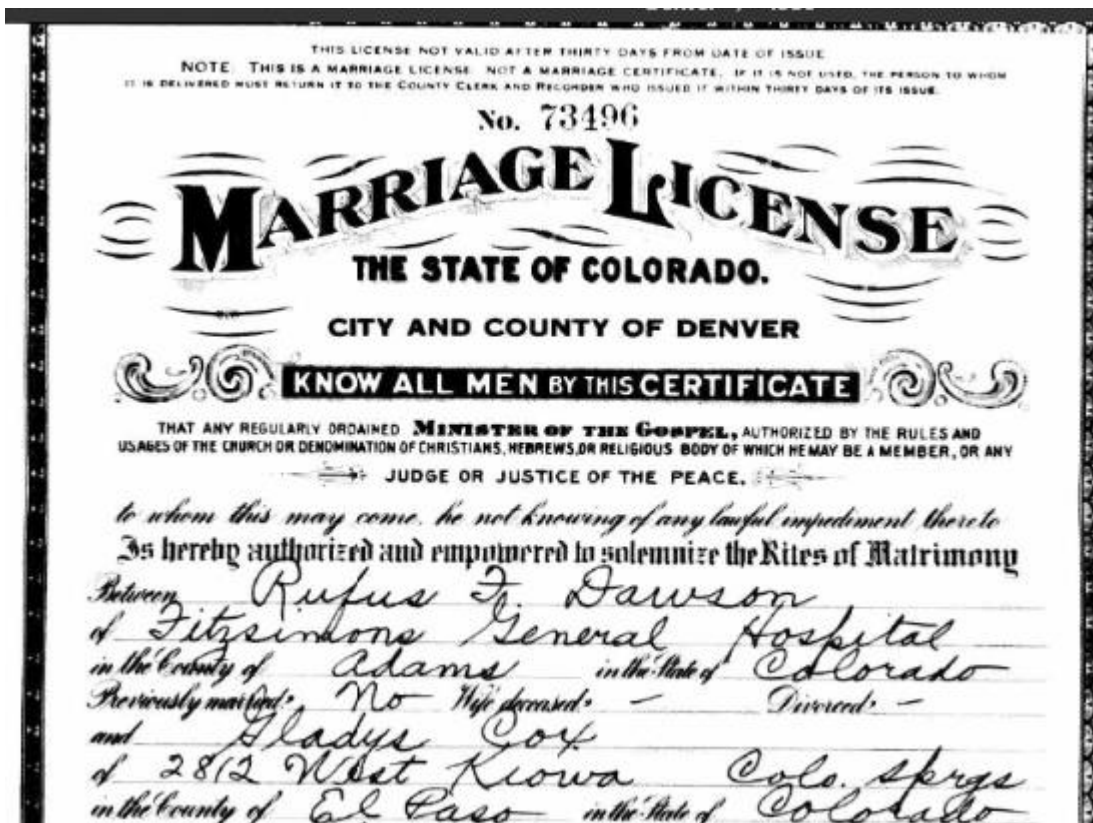 THIS LICENSE NOT VALID AFTER THIRTY DAYS FROM DATE OF ISSUE
NOTE. THIS IS A MARRIAGE LICENSE NOT A MARRIAGE CERTIFICATE. IF IT IS NOT USED, THE PERSON TO WHOM
IT IS DELIVERED MUST RETURN IT TO THE COUNTY CLERK AND RECORDER WHO ISSUED IT WITHIN THIRTY DAYS OF ITS ISSUE.
No. 73496
MARRIAGE LICENSE
THE STATE OF COLORADO.
CITY AND COUNTY OF DENVER
KNOW ALL MEN BY THIS CERTIFICATE
THAT ANY REGULARLY ORDAINED MINISTER OF THE GOSPEL, AUTHORIZED BY THE RULES AND
USAGES OF THE CHURCH OR DENOMINATION OF CHRISTIANS, HEBREWS, OR RELIGIOUS BODY OF WHICH HE MAY BE A MEMBER, OR ANY
JUDGE OR JUSTICE OF THE PEACE,
to whom this may come, he not knowing of any lawful impediment thereto
Is hereby authorized and empowered to solemnize the Rites of Matrimony
Between Rufus F. Dawson
of Fitzsimons General Hospital
in the County of Adams in the State of Colorado
Previously married? No Wife deceased? — Divorced? —
and Gladys Cox
of 2812 West Kiowa Colo. Sprgs
in the County of El Paso in the State of Colorado